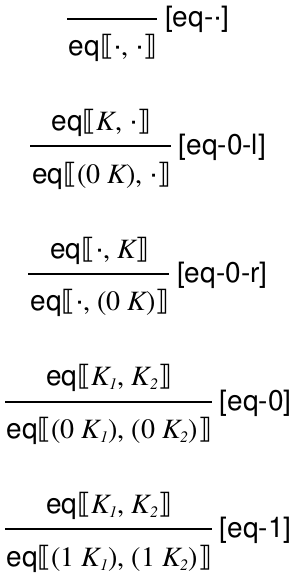 [eq-·]
eq⟦·, ·⟧
eq⟦K, ·⟧
[eq-0-l]
eq⟦(0 K), ·⟧
eq⟦·, K⟧
[eq-0-r]
eq⟦·, (0 K)⟧
eq⟦K₁, K₂⟧
[eq-0]
eq⟦(0 K₁), (0 K₂)⟧
eq⟦K₁, K₂⟧
[eq-1]
eq⟦(1 K₁), (1 K₂)⟧